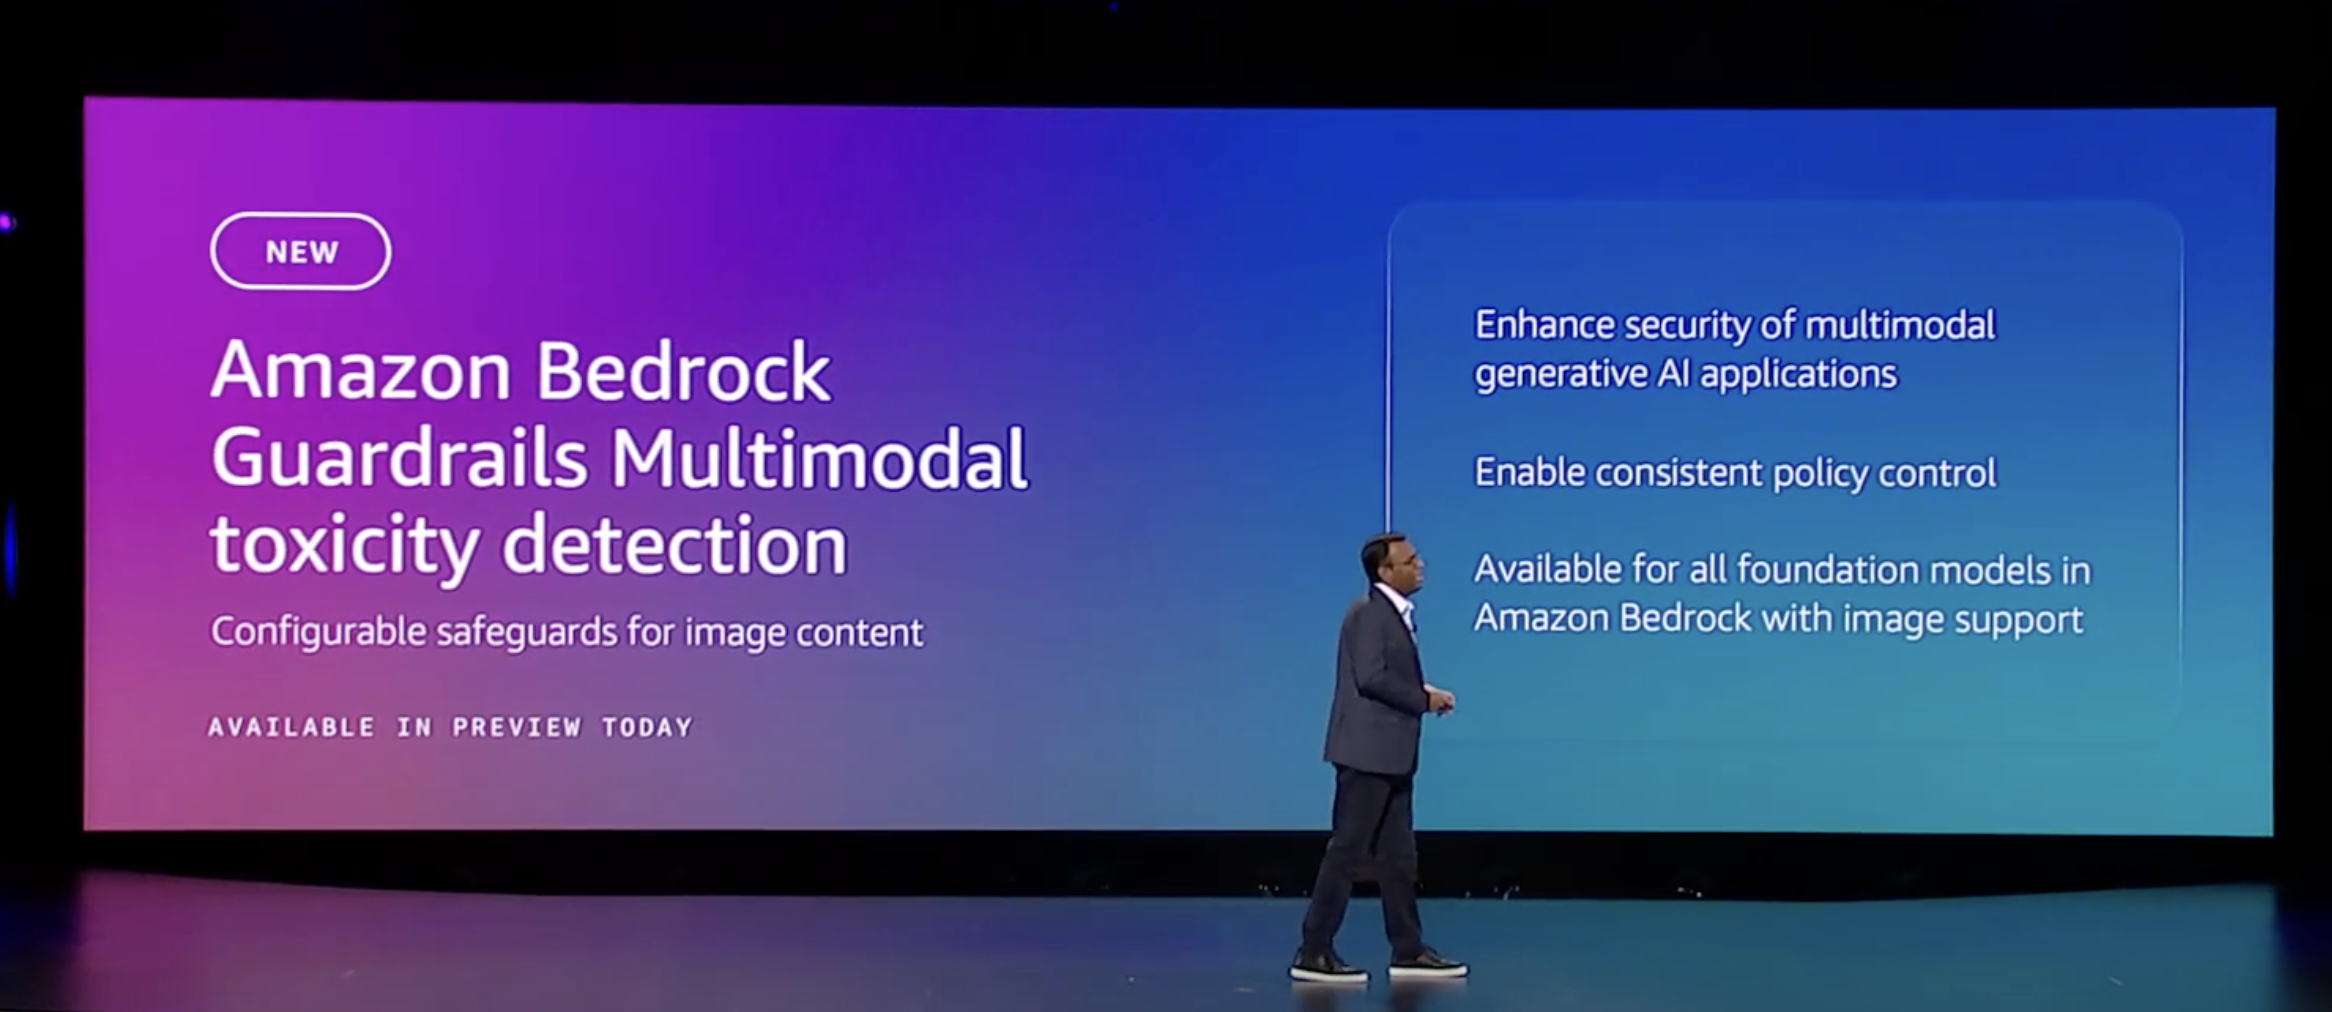 NEW
Amazon Bedrock
Guardrails Multimodal
toxicity detection
Configurable safeguards for image content
AVAILABLE IN PREVIEW TODAY
Enhance security of multimodal
generative AI applications
Enable consistent policy control
Available for all foundation models in
Amazon Bedrock with image support